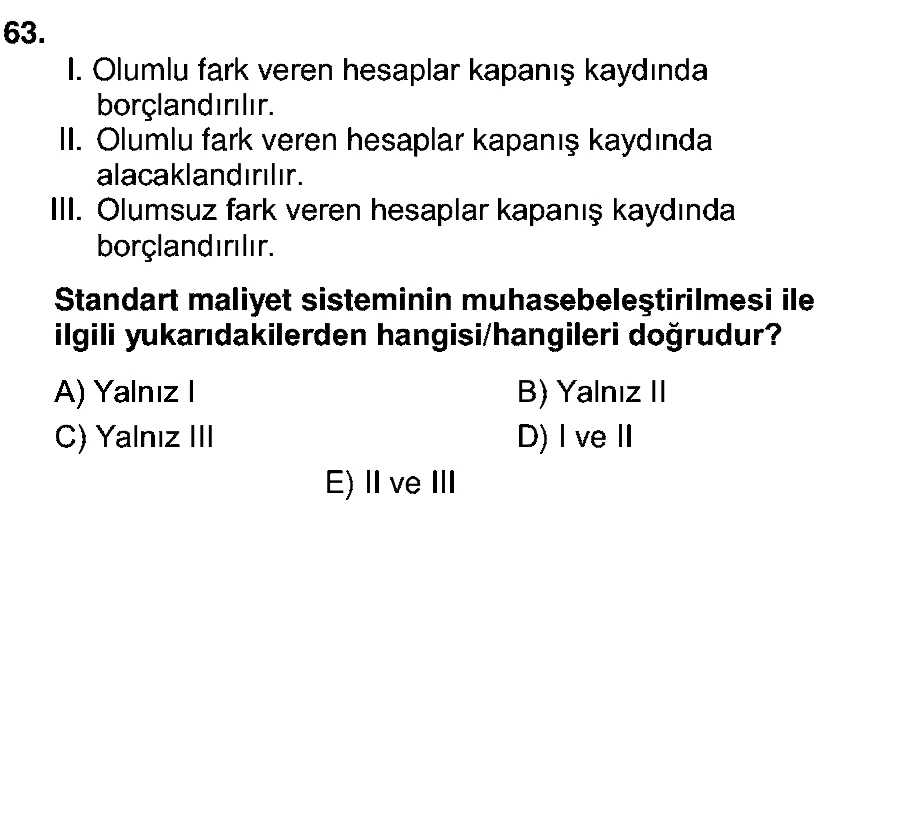 63.
I. Olumlu fark veren hesaplar kapanış kaydında
borçlandırılır.
II. Olumlu fark veren hesaplar kapanış kaydında
alacaklandırılır.
III. Olumsuz fark veren hesaplar kapanış kaydında
borçlandırılır.
Standart maliyet sisteminin muhasebeleştirilmesi ile
ilgili yukarıdakilerden hangisi/hangileri doğrudur?
A) Yalnız I B) Yalnız II
C) Yalnız III D) I ve II
E) II ve III